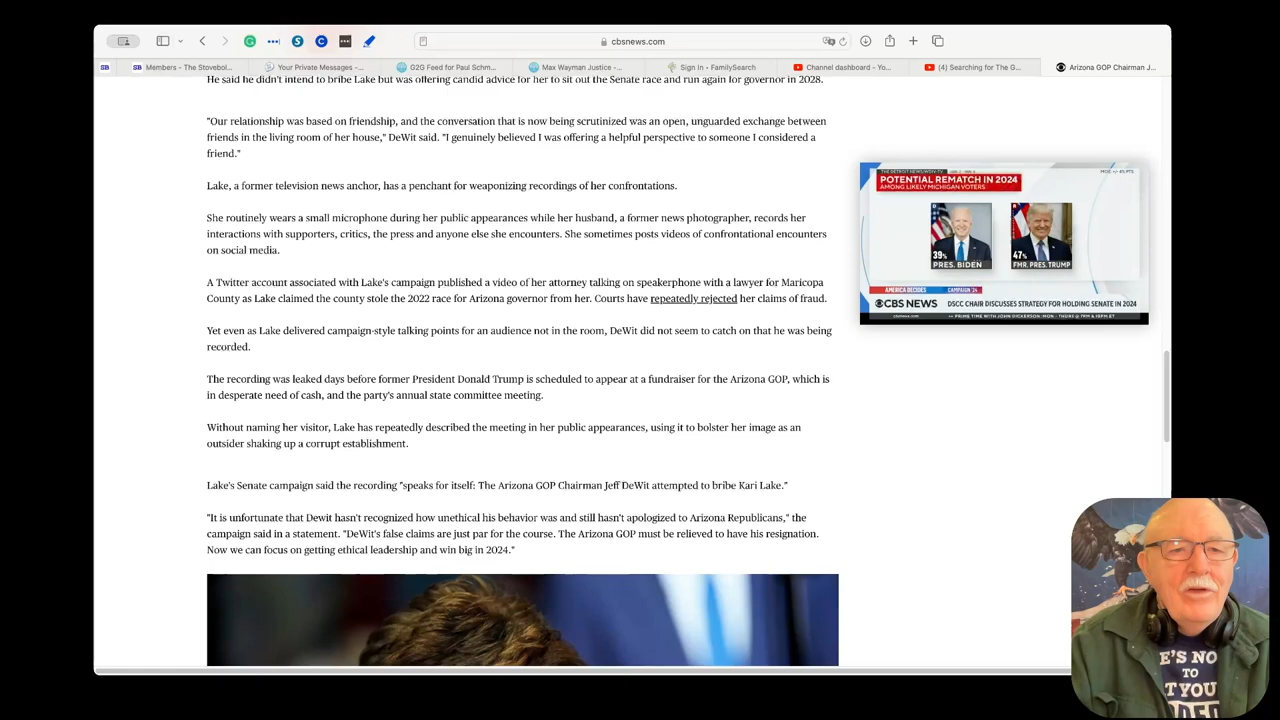 cbsnews.com
SB
SB Members - The Stovebol...
Your Private Messages -...
G2G Feed for Paul Schm...
Max Wayman Justice -...
Sign In - FamilySearch
Channel dashboard - Yo...
(4) Searching for The G...
Arizona GOP Chairman J...
He said he didn't intend to bribe Lake but was offering candid advice for her to sit out the Senate race and run again for governor in 2028.
"Our relationship was based on friendship, and the conversation that is now being scrutinized was an open, unguarded exchange between
friends in the living room of her house," DeWit said. "I genuinely believed I was offering a helpful perspective to someone I considered a
friend."
Lake, a former television news anchor, has a penchant for weaponizing recordings of her confrontations.
She routinely wears a small microphone during her public appearances while her husband, a former news photographer, records her
interactions with supporters, critics, the press and anyone else she encounters. She sometimes posts videos of confrontational encounters
on social media.
A Twitter account associated with Lake's campaign published a video of her attorney talking on speakerphone with a lawyer for Maricopa
County as Lake claimed the county stole the 2022 race for Arizona governor from her. Courts have repeatedly rejected her claims of fraud.
Yet even as Lake delivered campaign-style talking points for an audience not in the room, DeWit did not seem to catch on that he was being
recorded.
The recording was leaked days before former President Donald Trump is scheduled to appear at a fundraiser for the Arizona GOP, which is
in desperate need of cash, and the party's annual state committee meeting.
Without naming her visitor, Lake has repeatedly described the meeting in her public appearances, using it to bolster her image as an
outsider shaking up a corrupt establishment.
Lake's Senate campaign said the recording "speaks for itself: The Arizona GOP Chairman Jeff DeWit attempted to bribe Kari Lake."
"It is unfortunate that Dewit hasn't recognized how unethical his behavior was and still hasn't apologized to Arizona Republicans," the
campaign said in a statement. "DeWit's false claims are just par for the course. The Arizona GOP must be relieved to have his resignation.
Now we can focus on getting ethical leadership and win big in 2024."
MOE +/- 4% PTS
POTENTIAL REMATCH IN 2024
AMONG LIKELY MICHIGAN VOTERS
39%
PRES. BIDEN
47%
FMR. PRES. TRUMP
AMERICA DECIDES CAMPAIGN '24
CBS NEWS DSCC CHAIR DISCUSSES STRATEGY FOR HOLDING SENATE IN 2024
cbsnews.com PRIME TIME WITH JOHN DICKERSON: MON - THURS @ 7PM &
E'S NO
TO
T YOU